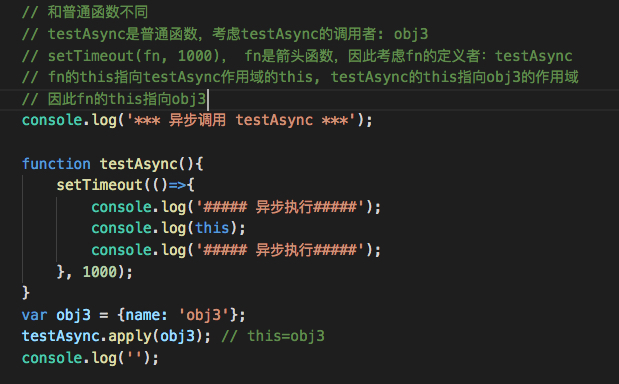 // 和普通函数不同
// testAsync是普通函数，考虑testAsync的调用者: obj3
// setTimeout(fn, 1000)， fn是箭头函数，因此考虑fn的定义者：testAsync
// fn的this指向testAsync作用域的this, testAsync的this指向obj3的作用域
// 因此fn的this指向obj3
console.log('*** 异步调用 testAsync ***');
function testAsync(){
setTimeout(()=>{
console.log('##### 异步执行#####');
console.log(this);
console.log('##### 异步执行#####');
}, 1000);
}
var obj3 = {name: 'obj3'};
testAsync.apply(obj3); // this=obj3
console.log('');